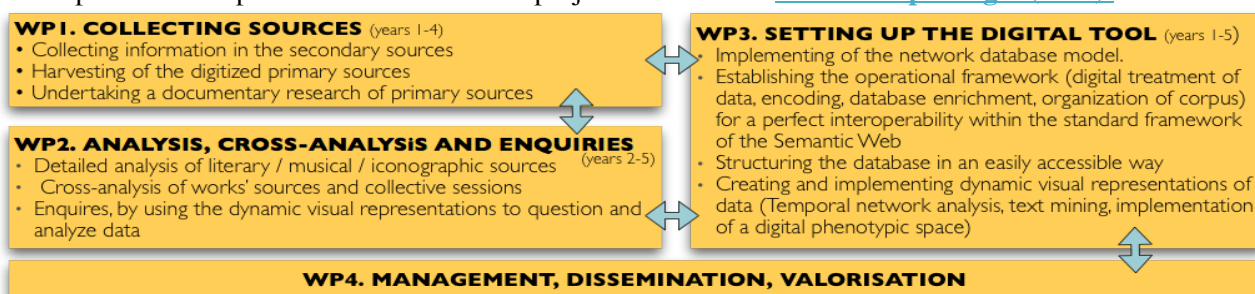 WP1. COLLECTING SOURCES (years 1-4)
• Collecting information in the secondary sources
• Harvesting of the digitized primary sources
• Undertaking a documentary research of primary sources
WP2. ANALYSIS, CROSS-ANALYSiS AND ENQUIRIES
(years 2-5)
• Detailed analysis of literary / musical / iconographic sources
• Cross-analysis of works' sources and collective sessions
• Enquires, by using the dynamic visual representations to question and
analyze data
WP3. SETTING UP THE DIGITAL TOOL (years 1-5)
• Implementing of the network database model.
• Establishing the operational framework (digital treatment of
data, encoding, database enrichment, organization of corpus)
for a perfect interoperability within the standard framework
of the Semantic Web
• Structuring the database in an easily accessible way
• Creating and implementing dynamic visual representations of
data (Temporal network analysis, text mining, implementation
of a digital phenotypic space)
WP4. MANAGEMENT, DISSEMINATION, VALORISATION